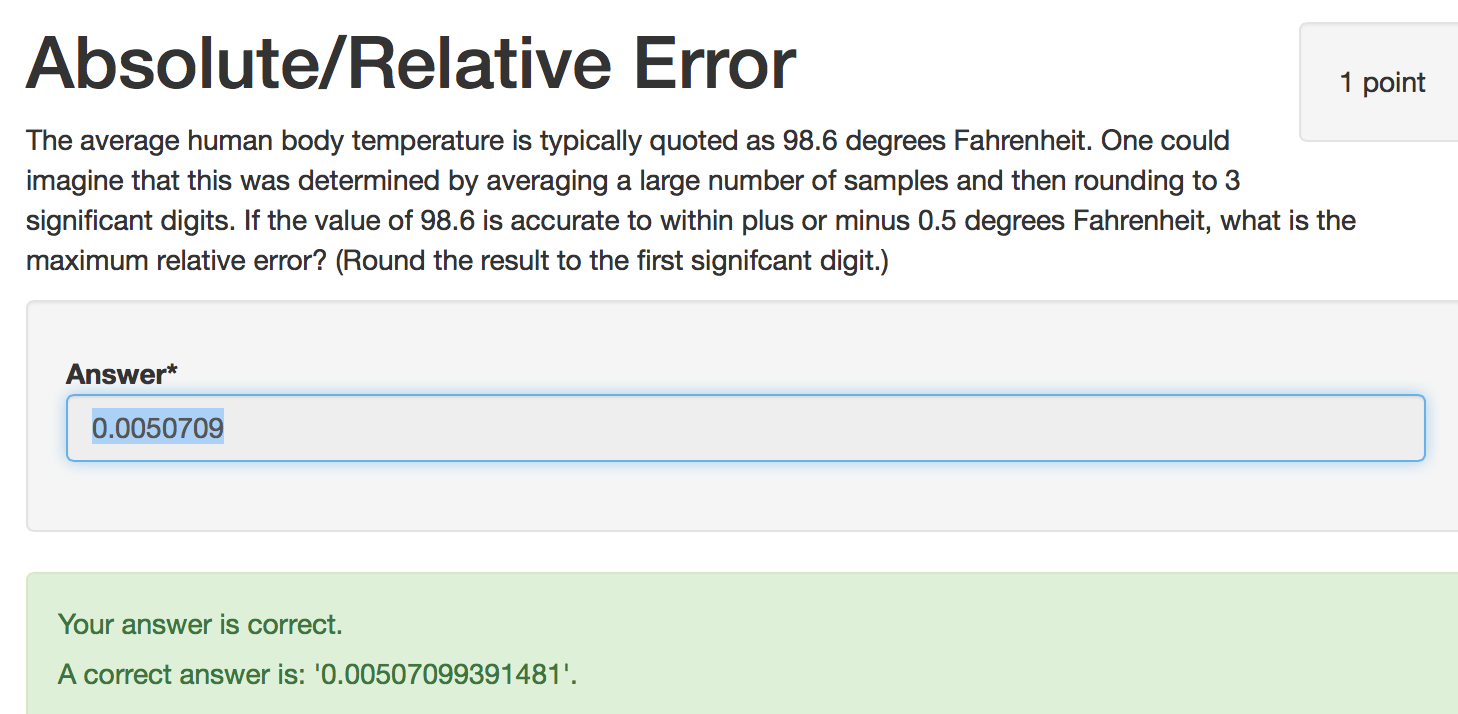 Absolute/Relative Error
1 point
The average human body temperature is typically quoted as 98.6 degrees Fahrenheit. One could
imagine that this was determined by averaging a large number of samples and then rounding to 3
significant digits. If the value of 98.6 is accurate to within plus or minus 0.5 degrees Fahrenheit, what is the
maximum relative error? (Round the result to the first signifcant digit.)
Answer*
0.0050709
Your answer is correct.
A correct answer is: '0.00507099391481'.